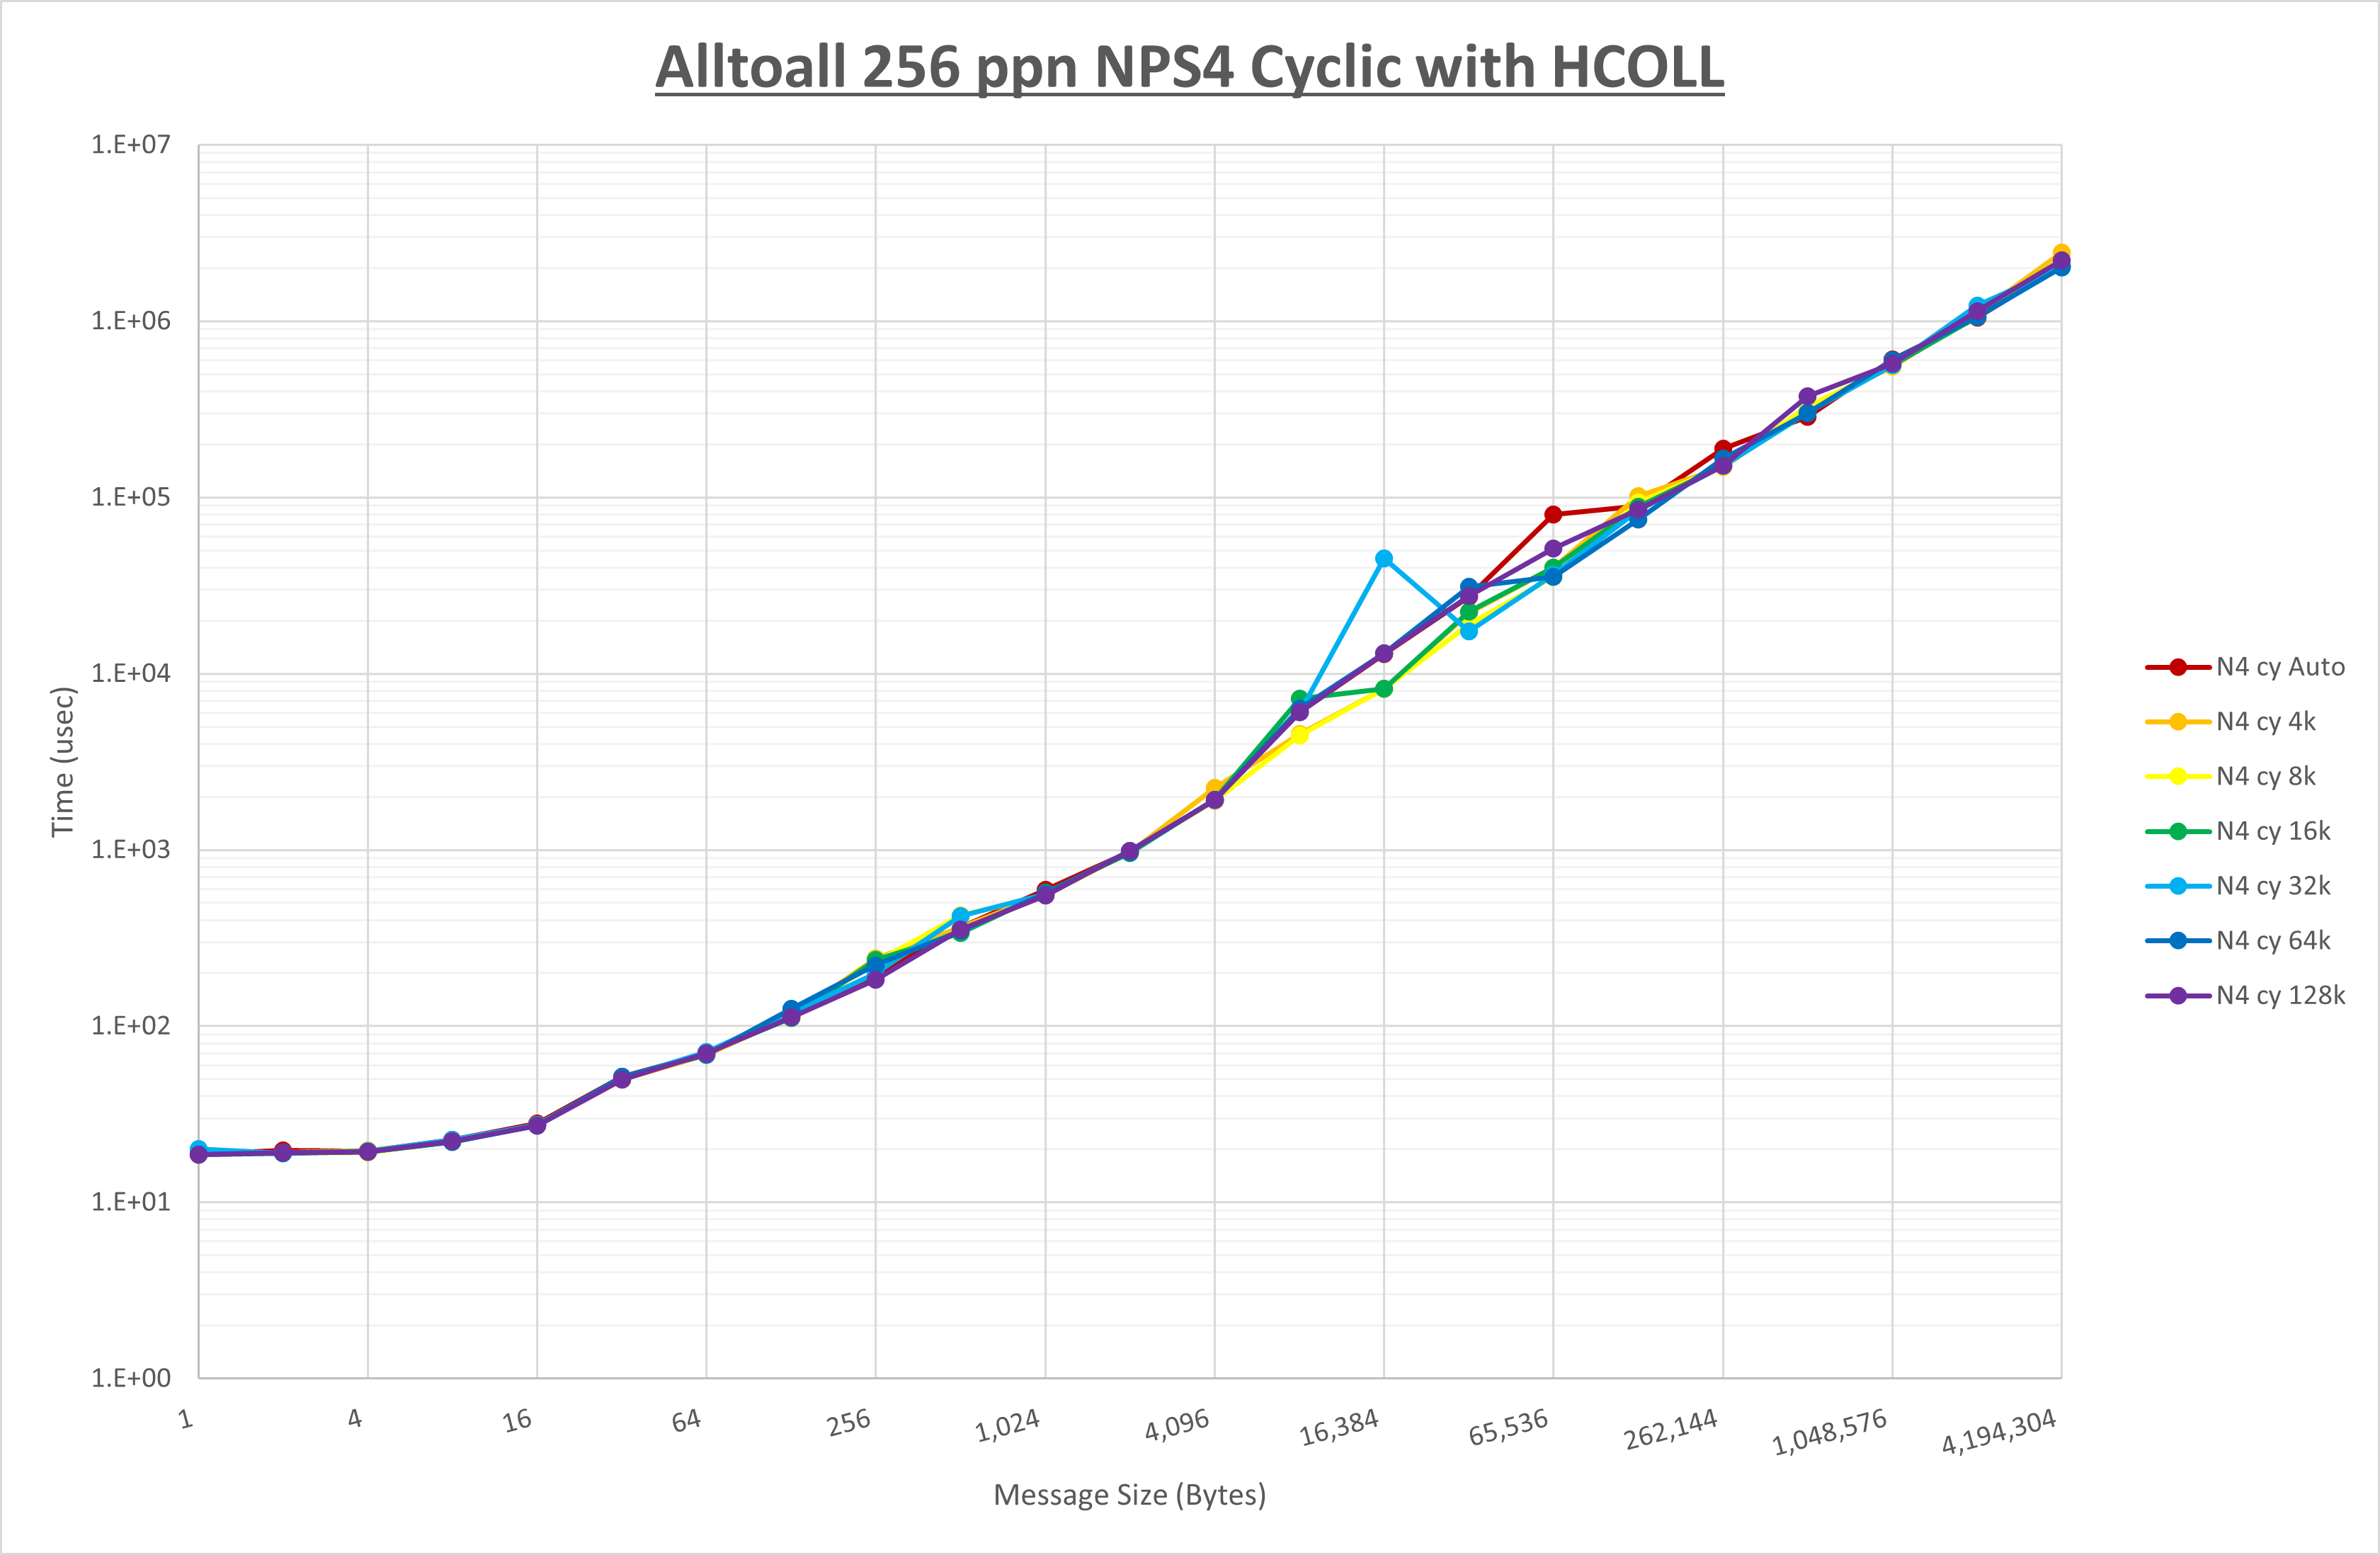 Alltoall 256 ppn NPS4 Cyclic with HCOLL
1.E+07
1.E+06
1.E+05
1.E+04
1.E+03
1.E+02
1.E+01
1.E+00
Time (usec)
1 4 16 64 256 1,024 4,096 16,384 65,536 262,144 1,048,576 4,194,304
Message Size (Bytes)
N4 cy Auto
N4 cy 4k
N4 cy 8k
N4 cy 16k
N4 cy 32k
N4 cy 64k
N4 cy 128k